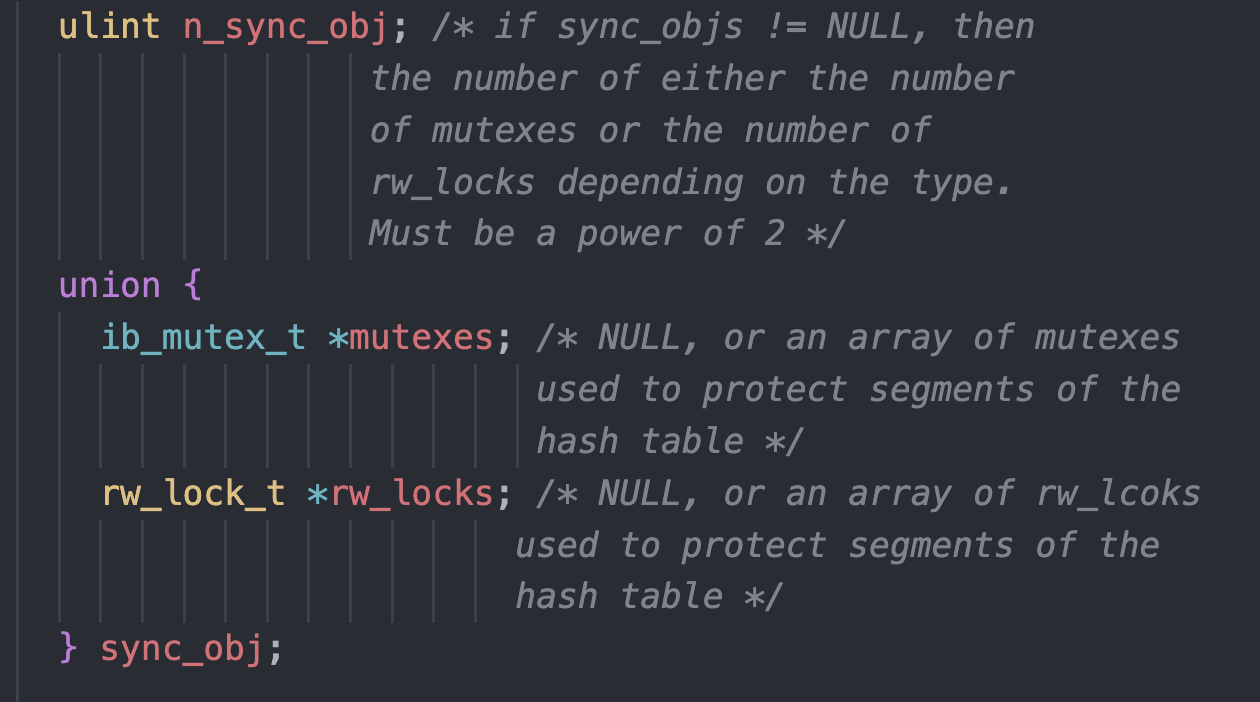 ulint n_sync_obj; /* if sync_objs != NULL, then
the number of either the number
of mutexes or the number of
rw_locks depending on the type.
Must be a power of 2 */
union {
ib_mutex_t *mutexes; /* NULL, or an array of mutexes
used to protect segments of the
hash table */
rw_lock_t *rw_locks; /* NULL, or an array of rw_lcoks
used to protect segments of the
hash table */
} sync_obj;